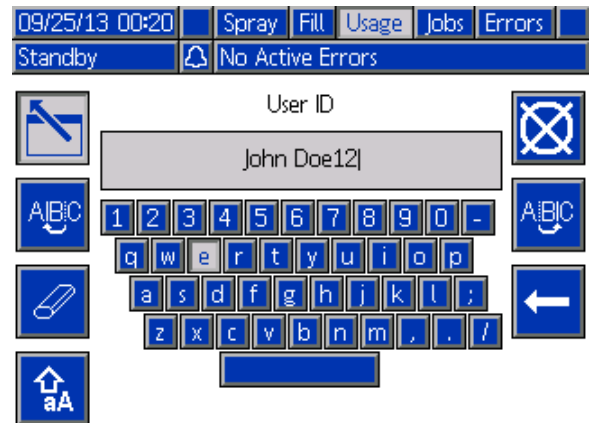 09/25/13 00:20 Spray Fill Usage Jobs Errors
Standby No Active Errors
User ID
John Doe12
A|B|C 1 2 3 4 5 6 7 8 9 0 - A|B|C
q w e r t y u i o p
a s d f g h j k l ;
z x c v b n m , . /
aA